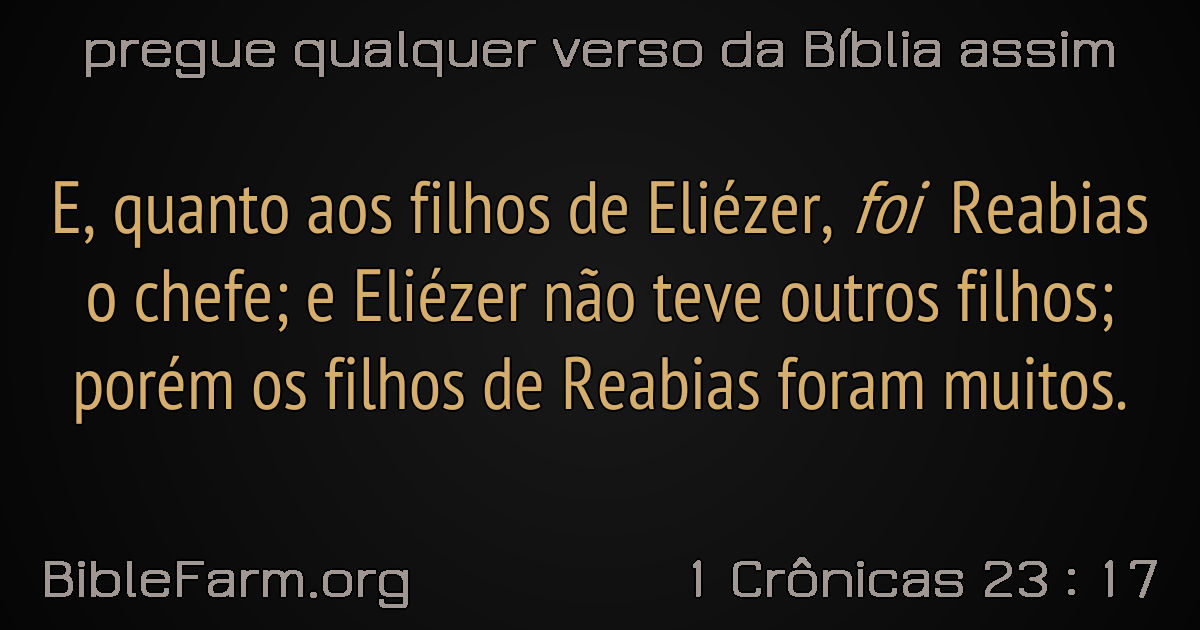 pregue qualquer verso da Bíblia assim
E, quanto aos filhos de Eliézer, foi Reabias
o chefe; e Eliézer não teve outros filhos;
porém os filhos de Reabias foram muitos.
BibleFarm.org
1 Crônicas 23 : 17